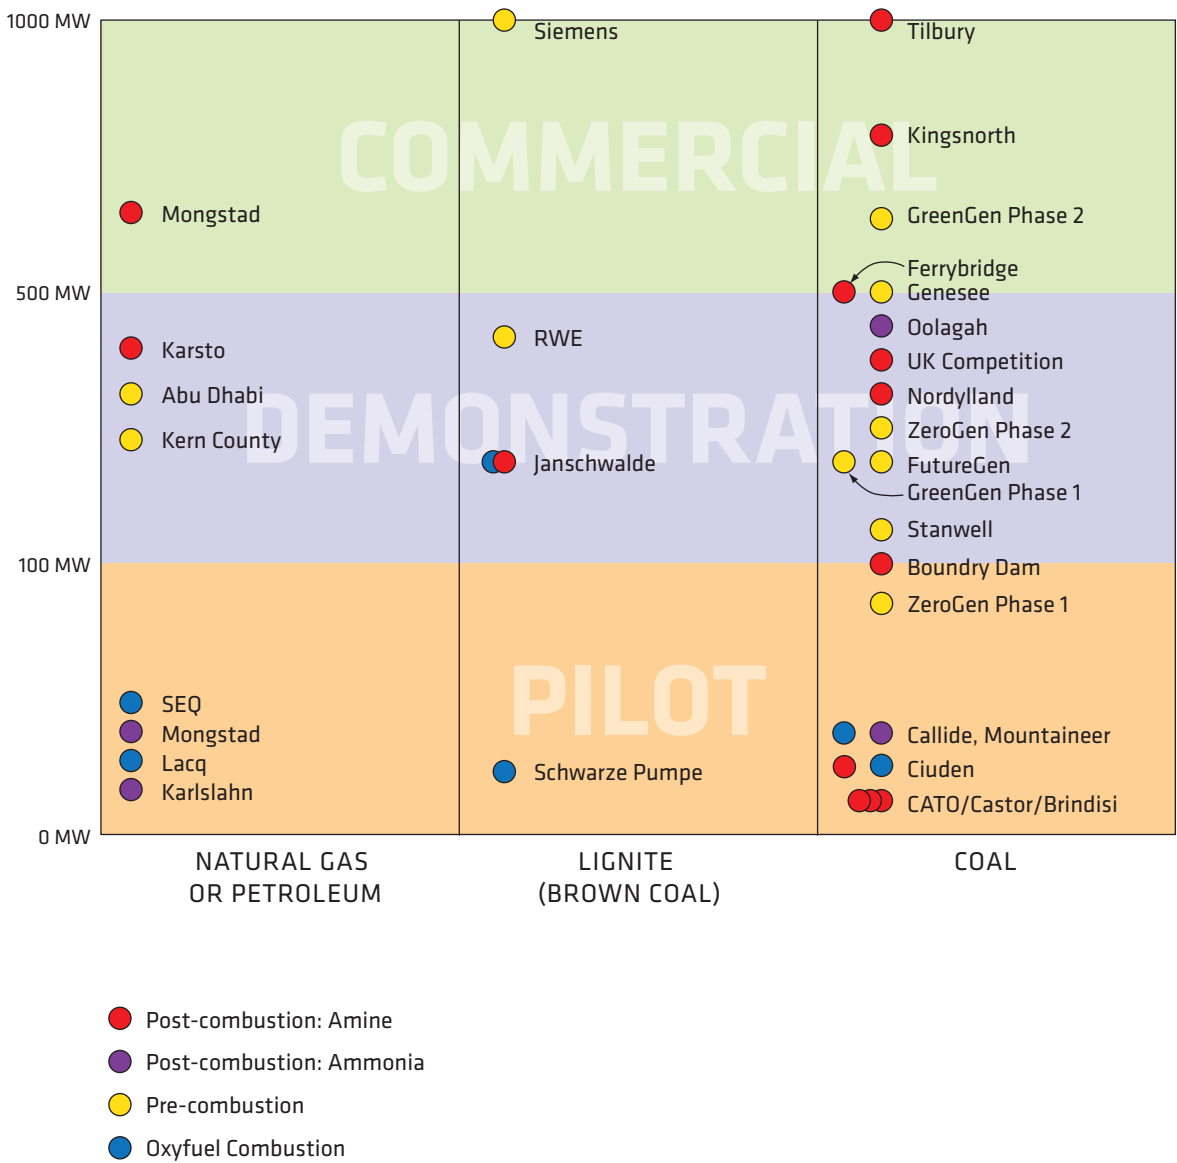 1000 MW
Siemens
Tilbury
COMMERCIAL
Kingsnorth
Mongstad
GreenGen Phase 2
Ferrybridge
500 MW
Genesee
Oolagah
RWE
Karsto
UK Competition
Abu Dhabi
Nordylland
DEMONSTRATION
Kern County
ZeroGen Phase 2
Janschwalde
FutureGen
GreenGen Phase 1
Stanwell
100 MW
Boundry Dam
ZeroGen Phase 1
PILOT
SEQ
Mongstad
Callide, Mountaineer
Lacq
Schwarze Pumpe
Ciuden
Karlslahn
CATO/Castor/Brindisi
0 MW
NATURAL GAS
OR PETROLEUM
LIGNITE
(BROWN COAL)
COAL
Post-combustion: Amine
Post-combustion: Ammonia
Pre-combustion
Oxyfuel Combustion